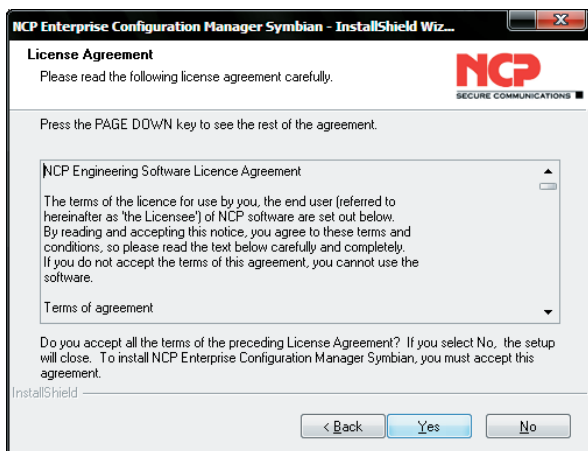 NCP Enterprise Configuration Manager Symbian - InstallShield Wiz...
License Agreement
Please read the following license agreement carefully.
NCP
SECURE COMMUNICATIONS
Press the PAGE DOWN key to see the rest of the agreement.
NCP Engineering Software Licence Agreement
The terms of the licence for use by you, the end user (referred to
hereinafter as 'the Licensee') of NCP software are set out below.
By reading and accepting this notice, you agree to these terms and
conditions, so please read the text below carefully and completely.
If you do not accept the terms of this agreement, you cannot use the
software.
Terms of agreement
Do you accept all the terms of the preceding License Agreement? If you select No, the setup
will close. To install NCP Enterprise Configuration Manager Symbian, you must accept this
agreement.
InstallShield
< Back
Yes
No